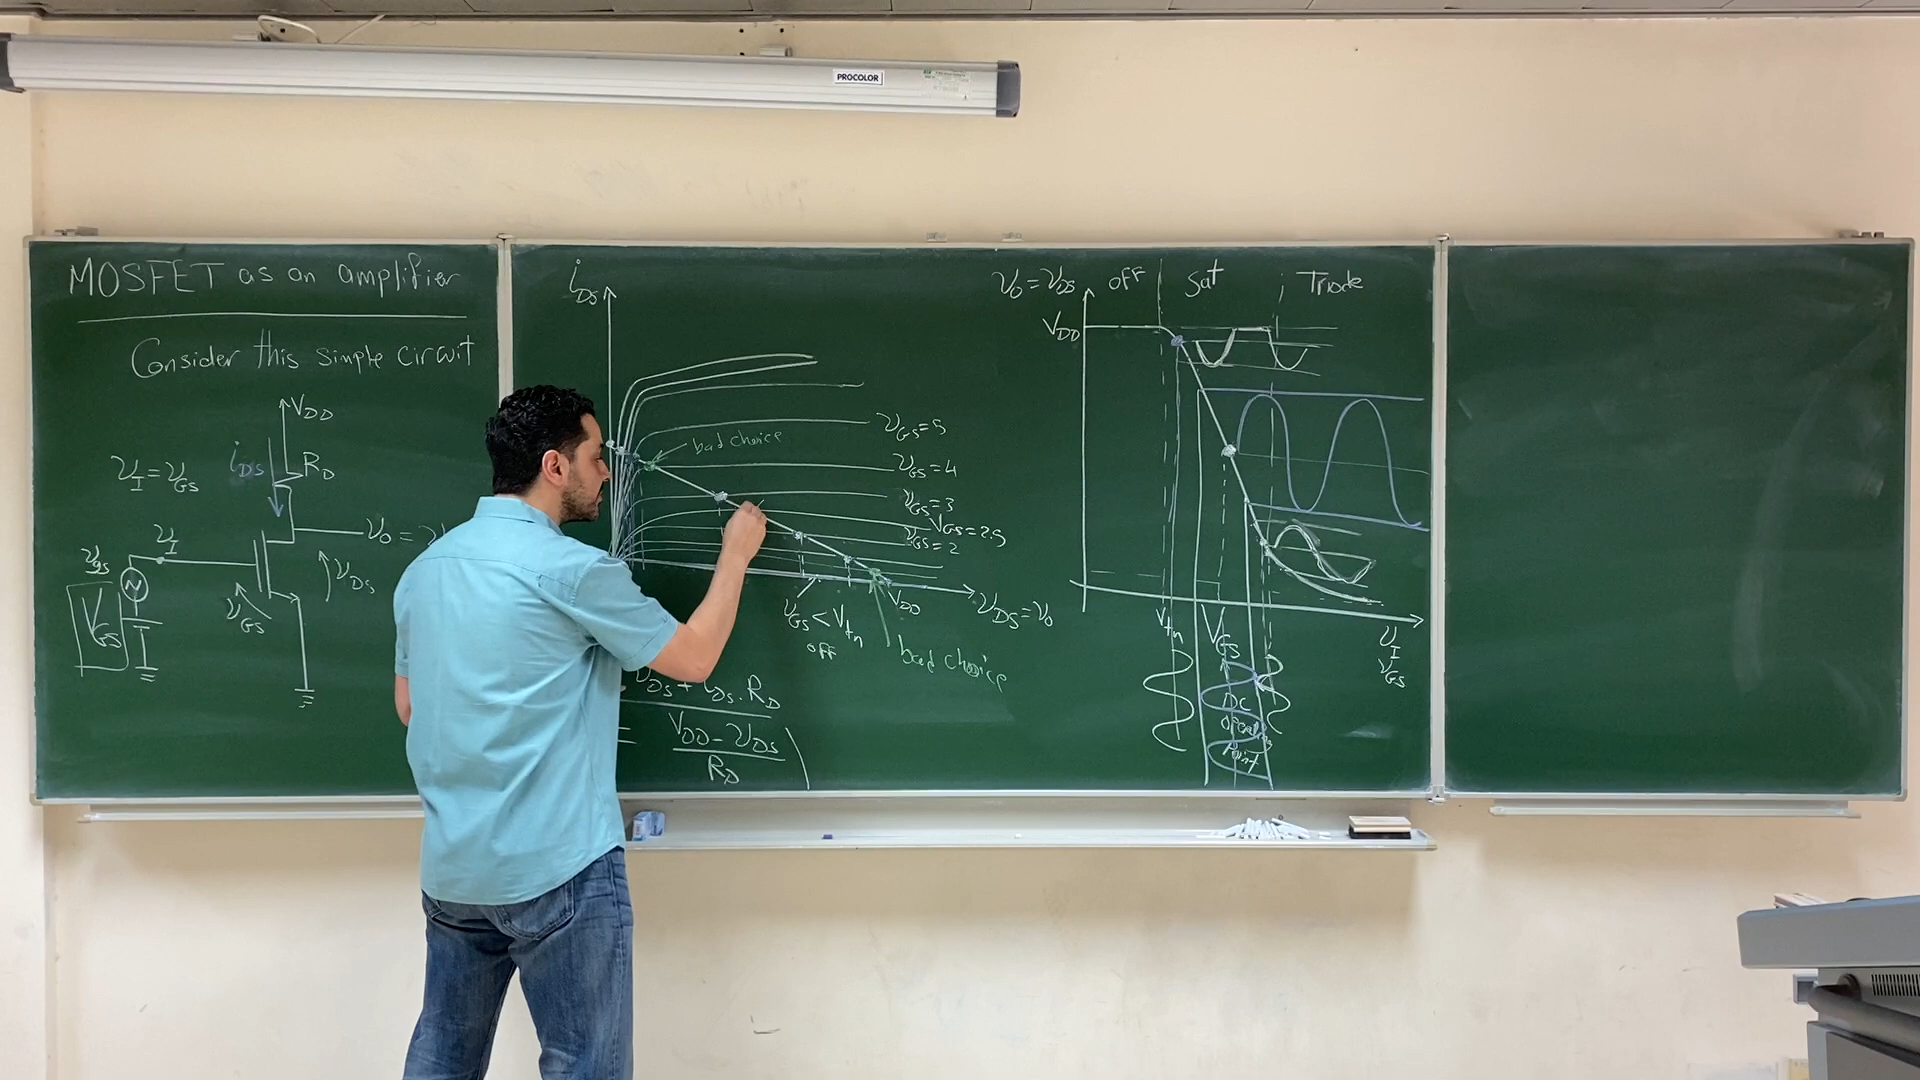 PROCOLOR
MOSFET as an amplifier
Consider this simple circuit
V_DD
i_DS
R_D
v_I = v_GS
v_I
v_o =
v_gs
V_GS
v_GS
v_DS
i_DS
bad choice
v_GS = 5
v_GS = 4
v_GS = 3
V_GS = 2.5
v_GS = 2
V_DD
v_DS = v_o
v_GS < V_tn
off
bad choice
v_DS + i_DS . R_D
= V_DD - v_DS
R_D
v_o = v_DS
off
Sat
Triode
V_DD
V_tn
V_GS
v_I
v_GS
DC
operating
Point